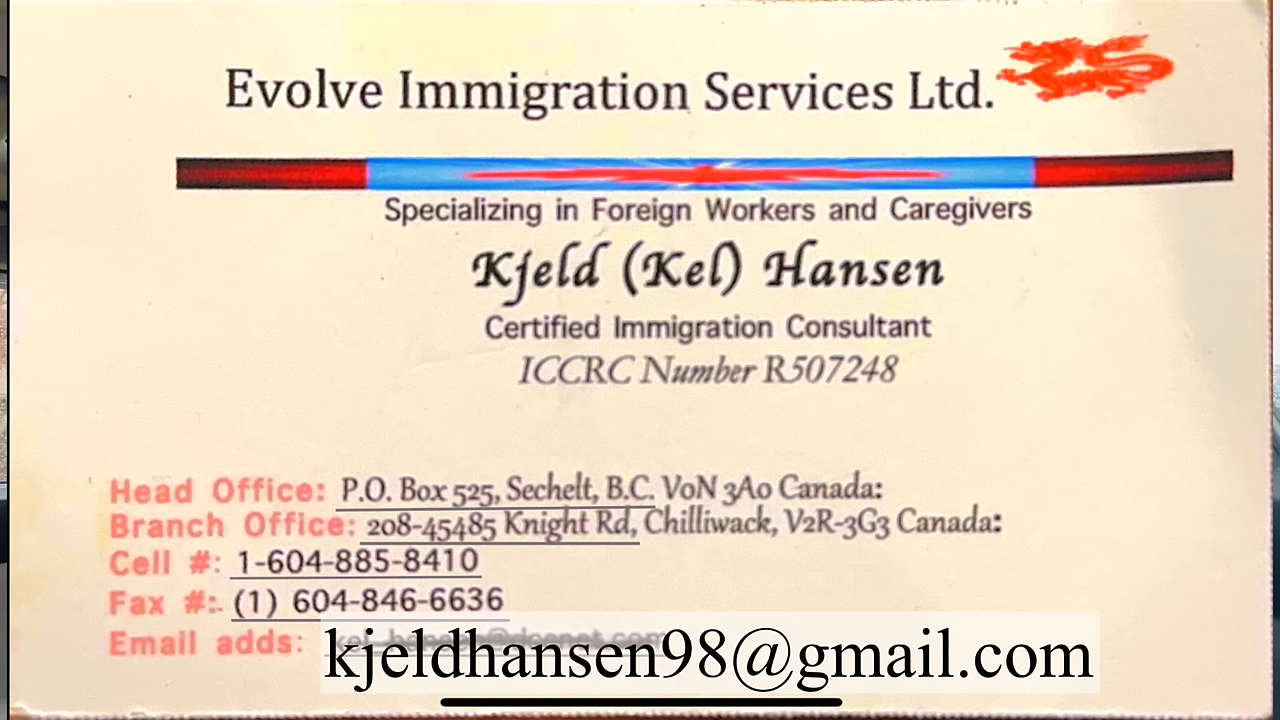 Evolve Immigration Services Ltd.
Specializing in Foreign Workers and Caregivers
Kjeld (Kel) Hansen
Certified Immigration Consultant
ICCRC Number R507248
Head Office: P.O. Box 525, Sechelt, B.C. V0N 3A0 Canada:
Branch Office: 208-45485 Knight Rd, Chilliwack, V2R-3G3 Canada:
Cell #: 1-604-885-8410
Fax #:. (1) 604-846-6636
Email adds:
kjeldhansen98@gmail.com